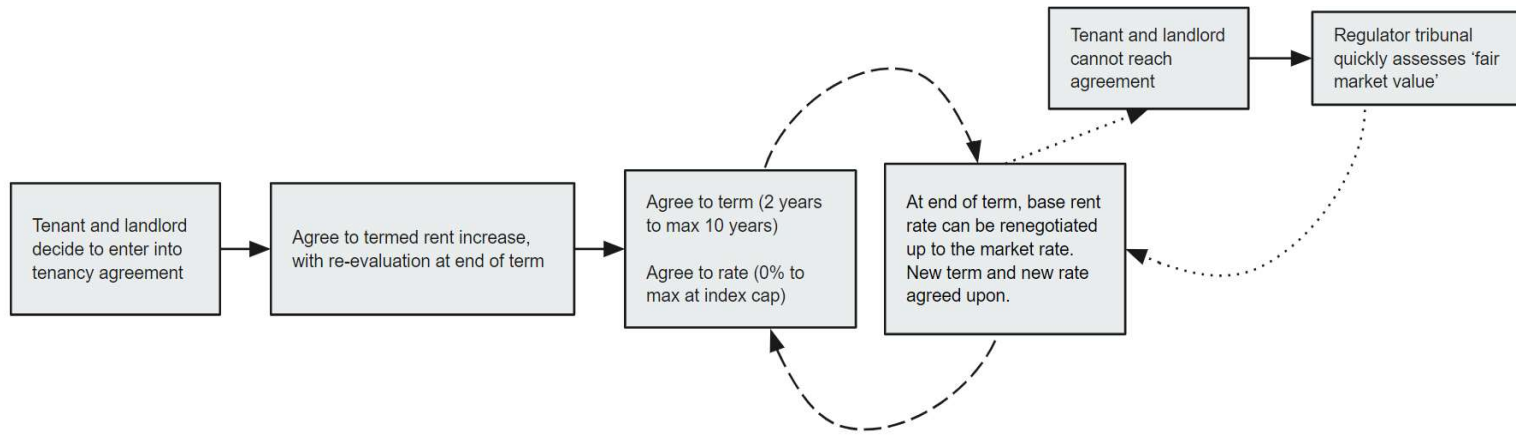 Tenant and landlord
decide to enter into
tenancy agreement
Agree to termed rent increase,
with re-evaluation at end of term
Agree to term (2 years
to max 10 years)
Agree to rate (0% to
max at index cap)
At end of term, base rent
rate can be renegotiated
up to the market rate.
New term and new rate
agreed upon.
Tenant and landlord
cannot reach
agreement
Regulator tribunal
quickly assesses ‘fair
market value’